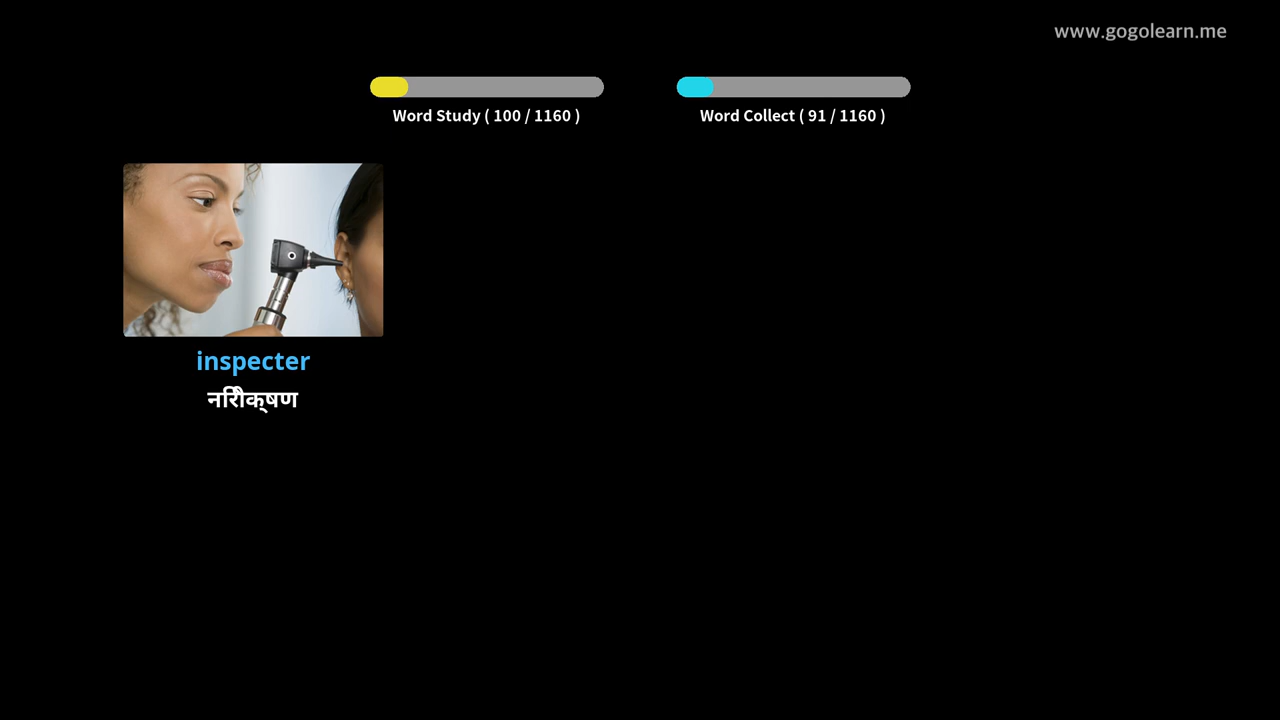 www.gogolearn.me
Word Study ( 100 / 1160 )
Word Collect ( 91 / 1160 )
inspecter
नरिीक्षण